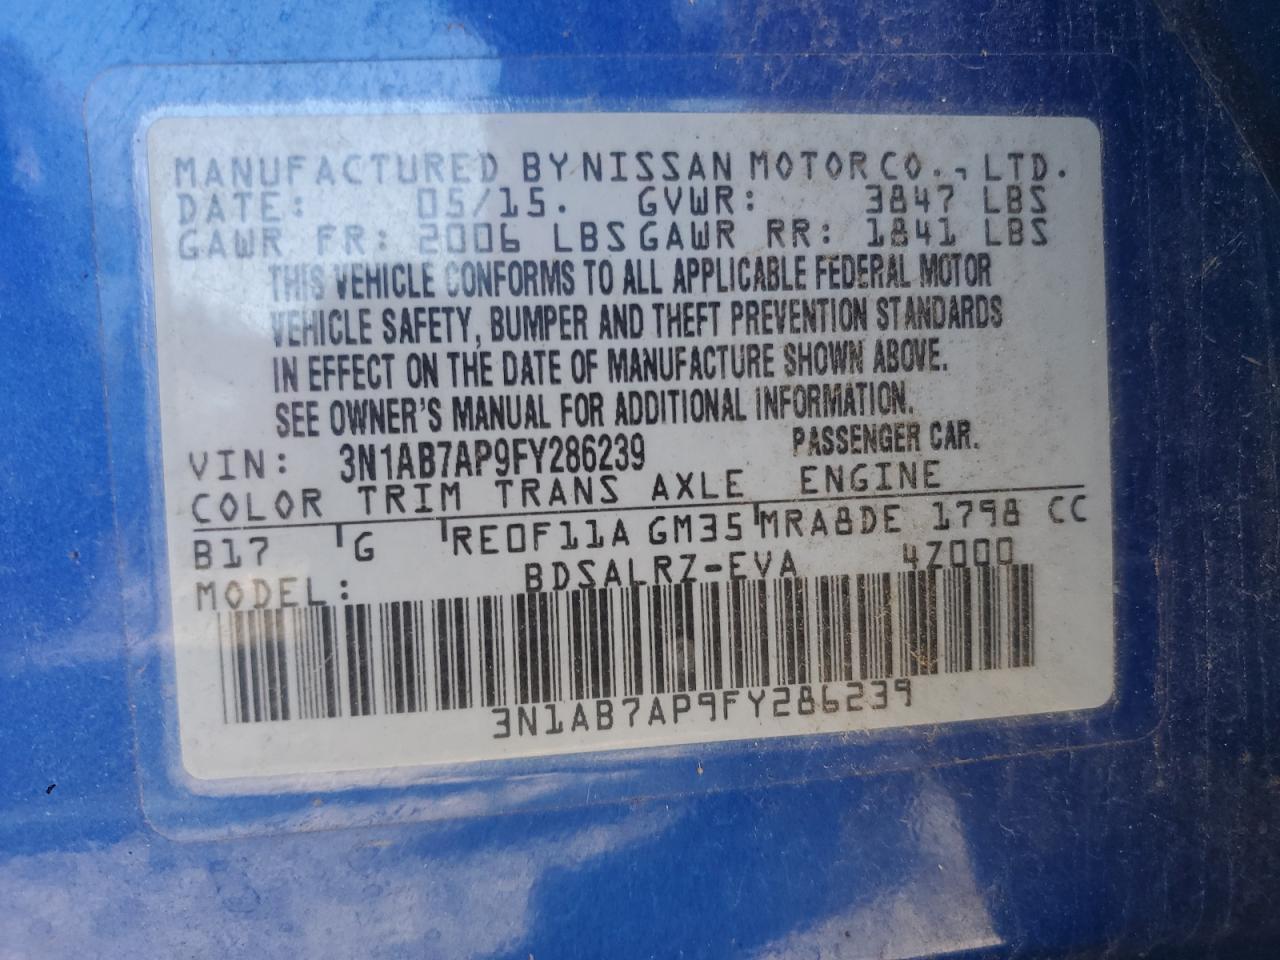 MANUFACTURED BY NISSAN MOTOR CO., LTD.
DATE: 05/15. GVWR: 3847 LBS
GAWR FR: 2006 LBS GAWR RR: 1841 LBS
THIS VEHICLE CONFORMS TO ALL APPLICABLE FEDERAL MOTOR
VEHICLE SAFETY, BUMPER AND THEFT PREVENTION STANDARDS
IN EFFECT ON THE DATE OF MANUFACTURE SHOWN ABOVE.
SEE OWNER'S MANUAL FOR ADDITIONAL INFORMATION.
VIN: 3N1AB7AP9FY286239 PASSENGER CAR.
COLOR TRIM TRANS AXLE ENGINE
B17 G RE0F11A GM35 MRA8DE 1798 CC
MODEL: BDSALRZ-EVA 4Z000
3N1AB7AP9FY286239